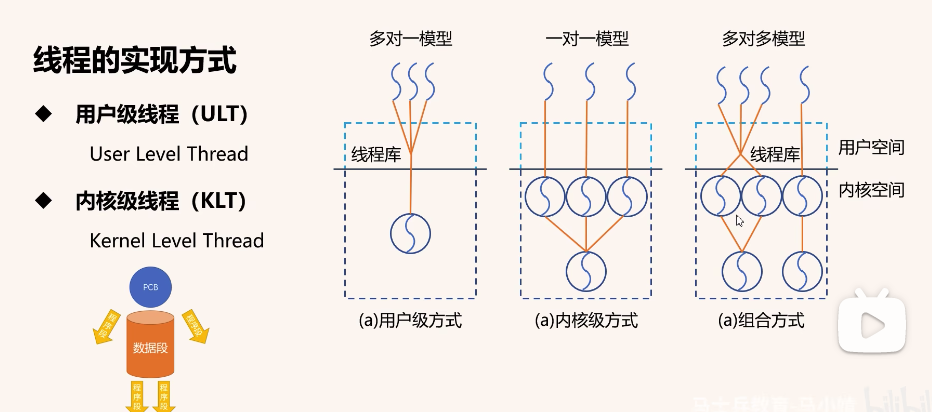 线程的实现方式
◆ 用户级线程（ULT）
User Level Thread
◆ 内核级线程（KLT）
Kernel Level Thread
PCB
程序段
程序段
数据段
程序段
程序段
多对一模型
一对一模型
多对多模型
线程库
线程库
用户空间
内核空间
(a)用户级方式
(a)内核级方式
(a)组合方式
bilibili